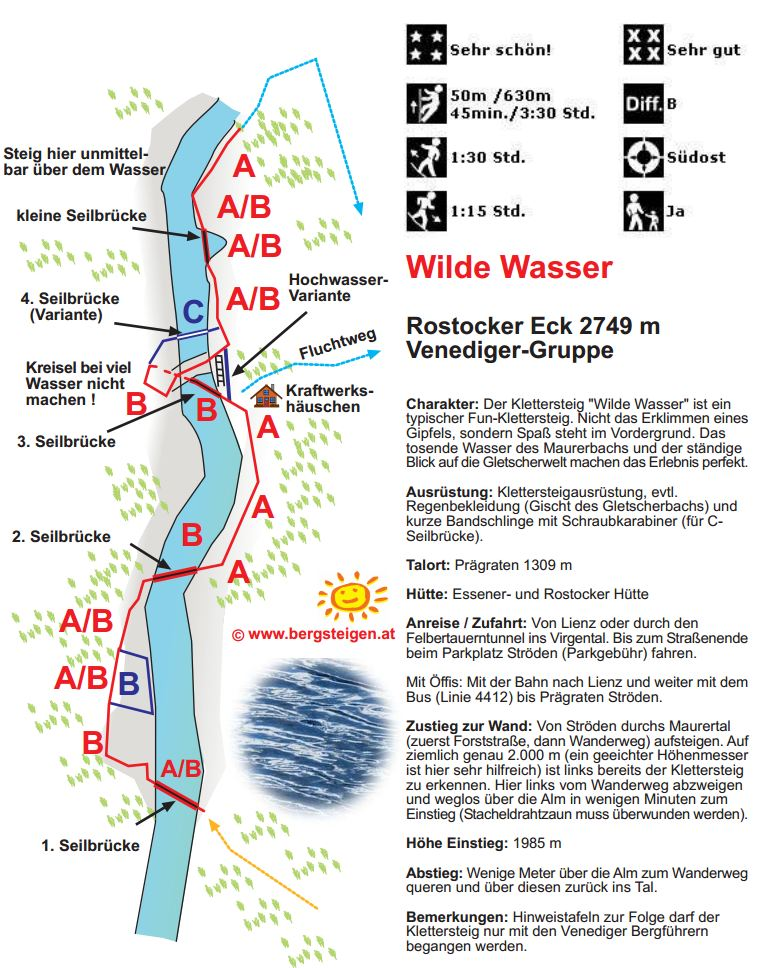 Sehr schön!
Sehr gut
50m /630m
45min./3:30 Std.
Diff. B
1:30 Std.
Südost
1:15 Std.
Ja
Wilde Wasser
Rostocker Eck 2749 m
Venediger-Gruppe
Charakter: Der Klettersteig "Wilde Wasser" ist ein
typischer Fun-Klettersteig. Nicht das Erklimmen eines
Gipfels, sondern Spaß steht im Vordergrund. Das
tosende Wasser des Maurerbachs und der ständige
Blick auf die Gletscherwelt machen das Erlebnis perfekt.
Ausrüstung: Klettersteigausrüstung, evtl.
Regenbekleidung (Gischt des Gletscherbachs) und
kurze Bandschlinge mit Schraubkarabiner (für C-
Seilbrücke).
Talort: Prägraten 1309 m
Hütte: Essener- und Rostocker Hütte
Anreise / Zufahrt: Von Lienz oder durch den
Felbertauerntunnel ins Virgental. Bis zum Straßenende
beim Parkplatz Ströden (Parkgebühr) fahren.
Mit Öffis: Mit der Bahn nach Lienz und weiter mit dem
Bus (Linie 4412) bis Prägraten Ströden.
Zustieg zur Wand: Von Ströden durchs Maurertal
(zuerst Forststraße, dann Wanderweg) aufsteigen. Auf
ziemlich genau 2.000 m (ein geeichter Höhenmesser
ist hier sehr hilfreich) ist links bereits der Klettersteig
zu erkennen. Hier links vom Wanderweg abzweigen
und weglos über die Alm in wenigen Minuten zum
Einstieg (Stacheldrahtzaun muss überwunden werden).
Höhe Einstieg: 1985 m
Abstieg: Wenige Meter über die Alm zum Wanderweg
queren und über diesen zurück ins Tal.
Bemerkungen: Hinweistafeln zur Folge darf der
Klettersteig nur mit den Venediger Bergführern
begangen werden.
Steig hier unmittel-
bar über dem Wasser
A
kleine Seilbrücke
A/B
A/B
Hochwasser-
Variante
4. Seilbrücke
(Variante)
A/B
C
Fluchtweg
Kreisel bei viel
Wasser nicht
machen !
B
B
Kraftwerks-
häuschen
A
3. Seilbrücke
A
B
2. Seilbrücke
A
A/B
© www.bergsteigen.at
A/B
B
B
A/B
1. Seilbrücke